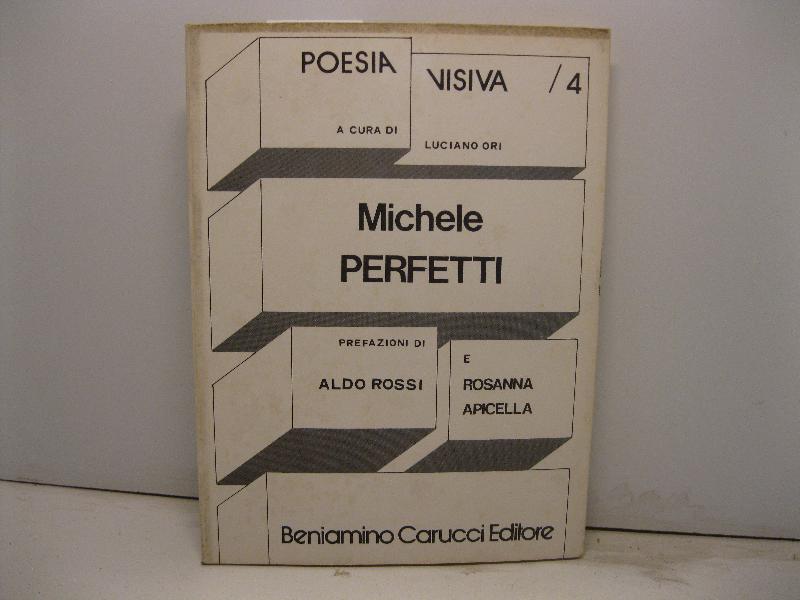 POESIA VISIVA /4
A CURA DI LUCIANO ORI
Michele
PERFETTI
PREFAZIONI DI
ALDO ROSSI
E
ROSANNA
APICELLA
Beniamino Carucci Editore